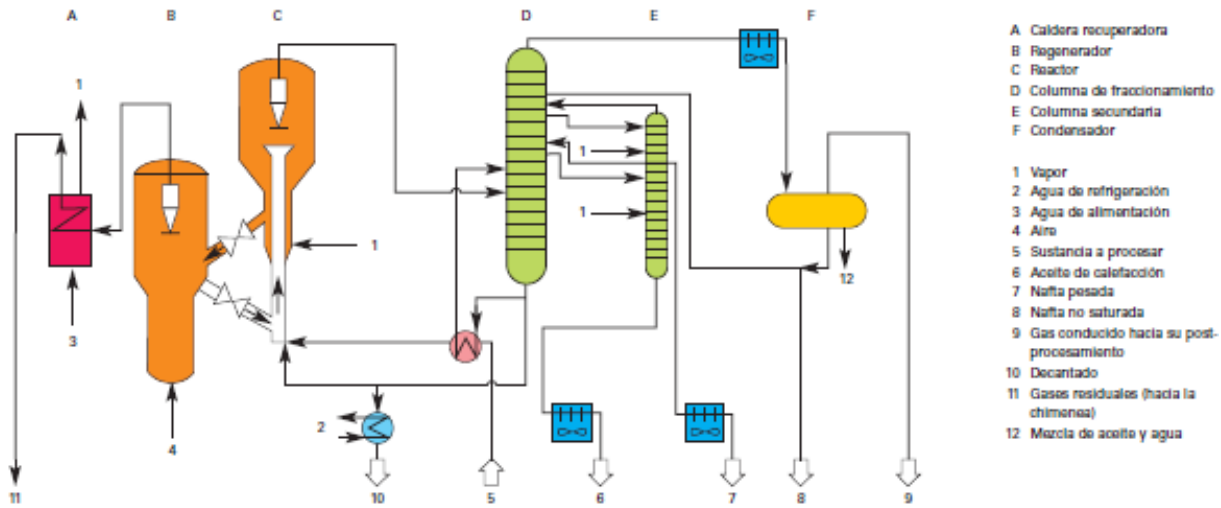 A B C D E F
1
1
1
1
3
4
2
12
11 10 5 6 7 8 9
A Caldera recuperadora
B Regenerador
C Reactor
D Columna de fraccionamiento
E Columna secundaria
F Condensador
1 Vapor
2 Agua de refrigeración
3 Agua de alimentación
4 Aire
5 Sustancia a procesar
6 Aceite de calefacción
7 Nafta pesada
8 Nafta no saturada
9 Gas conducido hacia su post-
procesamiento
10 Decantado
11 Gases residuales (hacia la
chimenea)
12 Mezcla de aceite y agua